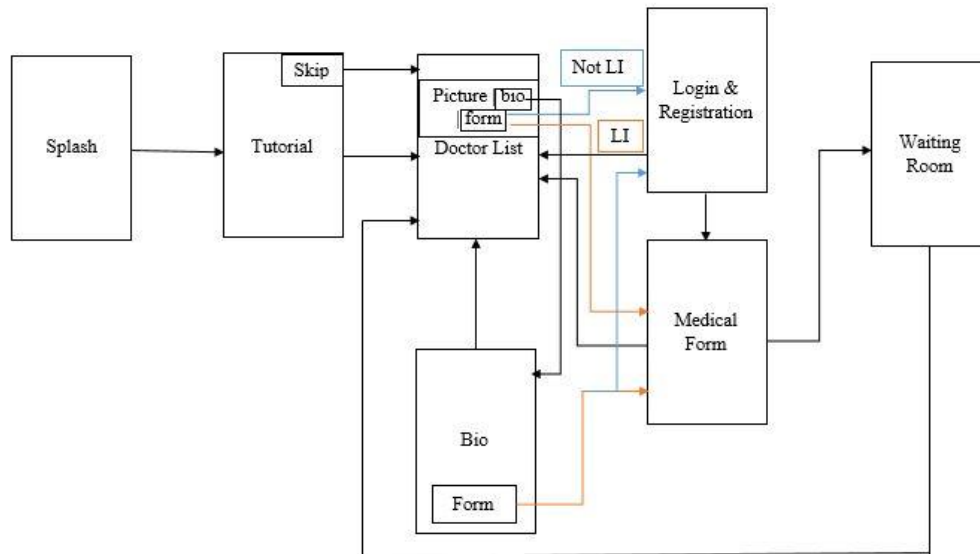 Splash
Skip
Tutorial
Picture
bio
form
Doctor List
Not LI
LI
Login &
Registration
Waiting
Room
Medical
Form
Bio
Form